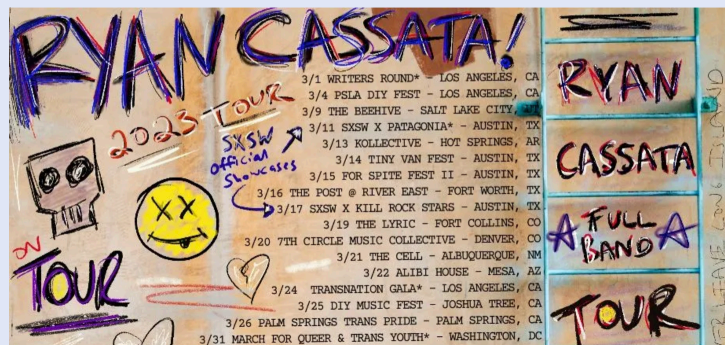 RYAN CASSATA!
2023 TOUR
SXSW
official
showcases
3/1 WRITERS ROUND* - LOS ANGELES, CA
3/4 PSLA DIY FEST - LOS ANGELES, CA
3/9 THE BEEHIVE - SALT LAKE CITY,
3/11 SXSW X PATAGONIA* - AUSTIN, TX
3/13 KOLLECTIVE - HOT SPRINGS, AR
3/14 TINY VAN FEST - AUSTIN, TX
3/15 FOR SPITE FEST II - AUSTIN, TX
3/16 THE POST @ RIVER EAST - FORT WORTH, TX
3/17 SXSW X KILL ROCK STARS - AUSTIN, TX
3/19 THE LYRIC - FORT COLLINS, CO
3/20 7TH CIRCLE MUSIC COLLECTIVE - DENVER, CO
3/21 THE CELL - ALBUQUERQUE, NM
3/22 ALIBI HOUSE - MESA, AZ
3/24 TRANSNATION GALA* - LOS ANGELES, CA
3/25 DIY MUSIC FEST - JOSHUA TREE, CA
3/26 PALM SPRINGS TRANS PRIDE - PALM SPRINGS, CA
3/31 MARCH FOR QUEER & TRANS YOUTH* - WASHINGTON, DC
ON
TOUR
RYAN
CASSATA
FULL
BAND
TOUR
LONG ISLAND